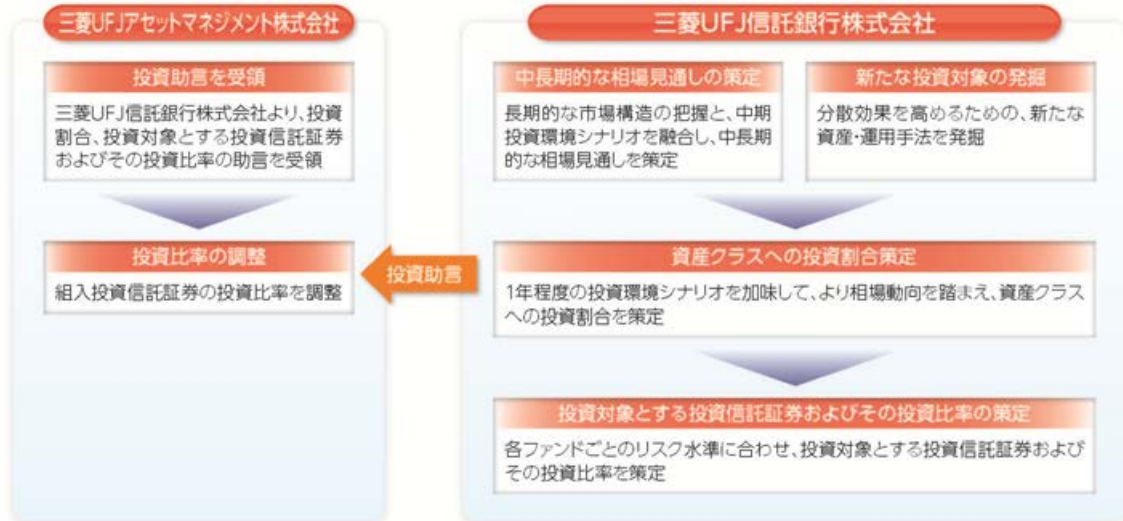 三菱UFJアセットマネジメント株式会社
投資助言を受領
三菱UFJ信託銀行株式会社より、投資
割合、投資対象とする投資信託証券
およびその投資比率の助言を受領
投資比率の調整
組入投資信託証券の投資比率を調整
投資助言
三菱UFJ信託銀行株式会社
中長期的な相場見通しの策定
長期的な市場構造の把握と、中期
投資環境シナリオを融合し、中長期
的な相場見通しを策定
新たな投資対象の発掘
分散効果を高めるための、新たな
資産・運用手法を発掘
資産クラスへの投資割合策定
1年程度の投資環境シナリオを加味して、より相場動向を踏まえ、資産クラス
への投資割合を策定
投資対象とする投資信託証券およびその投資比率の策定
各ファンドごとのリスク水準に合わせ、投資対象とする投資信託証券および
その投資比率を策定